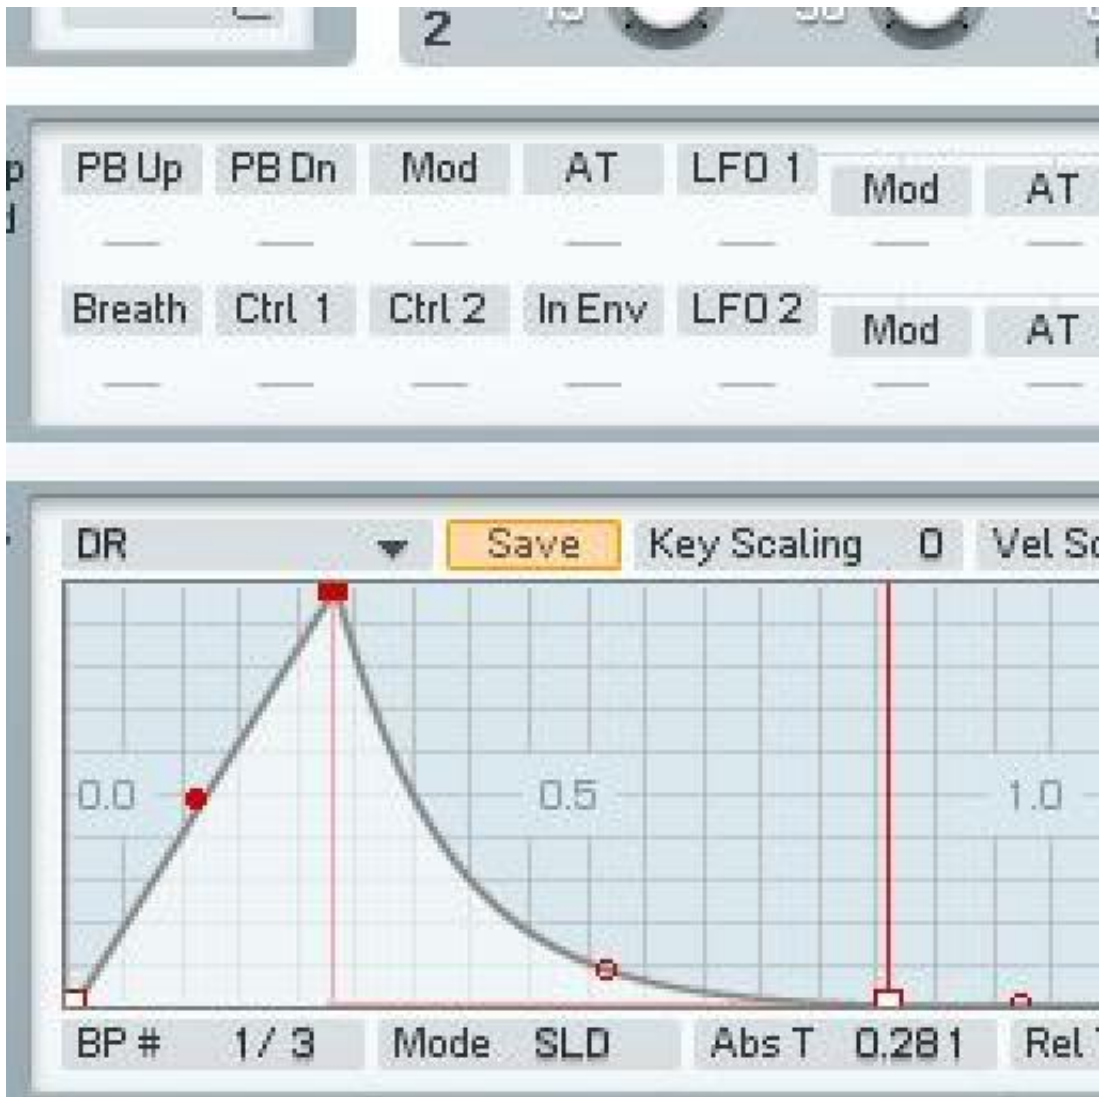 2
PB Up PB Dn Mod AT LFO 1 Mod AT
Breath Ctrl 1 Ctrl 2 In Env LFO 2 Mod AT
DR Save Key Scaling 0 Vel Sc
0.0 0.5 1.0
BP # 1 / 3 Mode SLD Abs T 0.281 Rel T